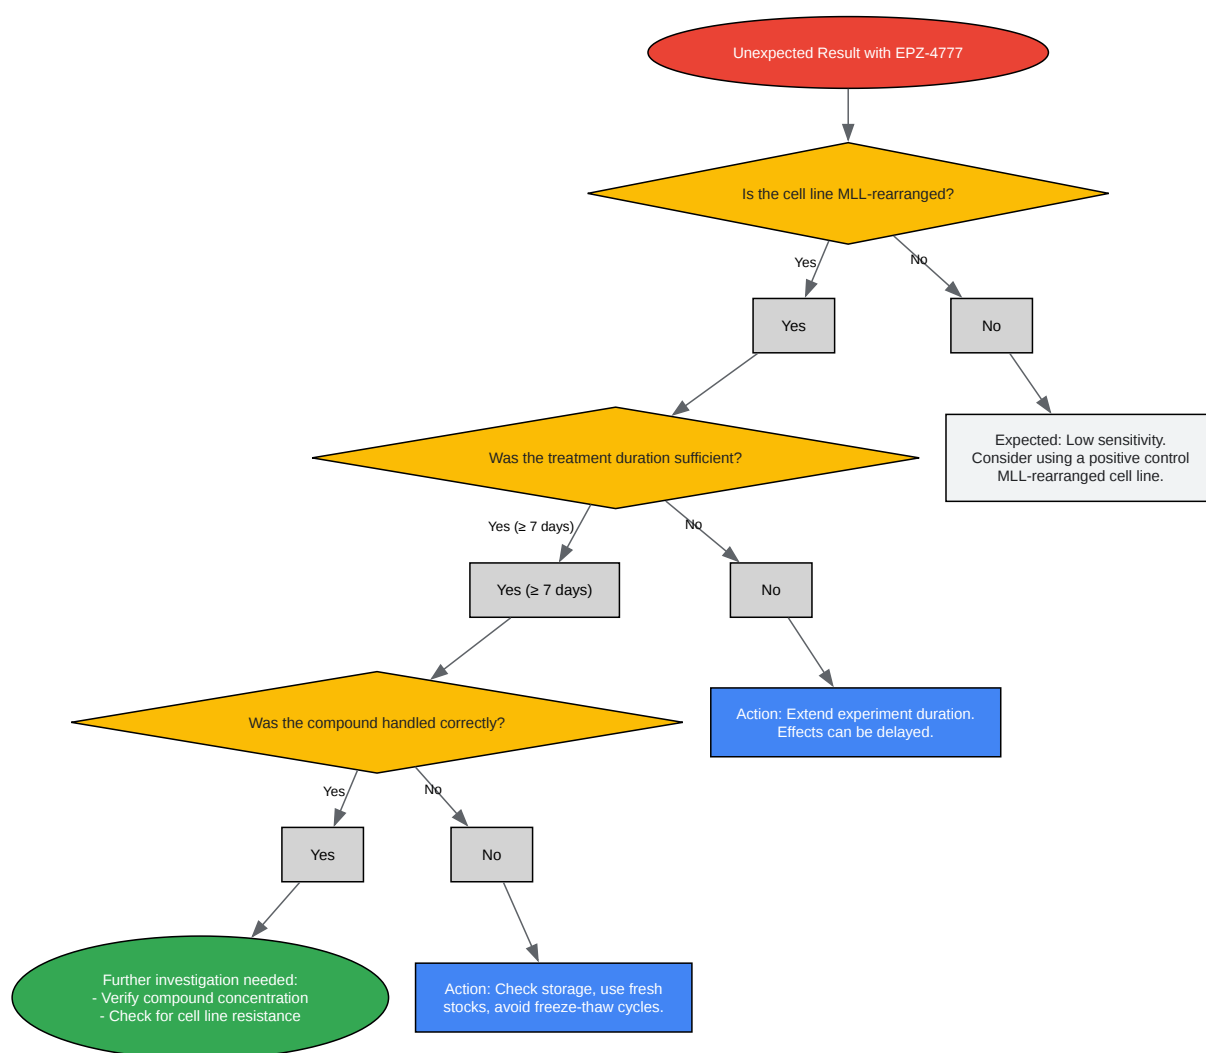 Unexpected Result with EPZ-4777
Is the cell line MLL-rearranged?
Yes
No
Yes
No
Expected: Low sensitivity.
Consider using a positive control
MLL-rearranged cell line.
Was the treatment duration sufficient?
Yes (≥ 7 days)
No
Yes (≥ 7 days)
No
Action: Extend experiment duration.
Effects can be delayed.
Was the compound handled correctly?
Yes
No
Yes
No
Further investigation needed:
- Verify compound concentration
- Check for cell line resistance
Action: Check storage, use fresh
stocks, avoid freeze-thaw cycles.